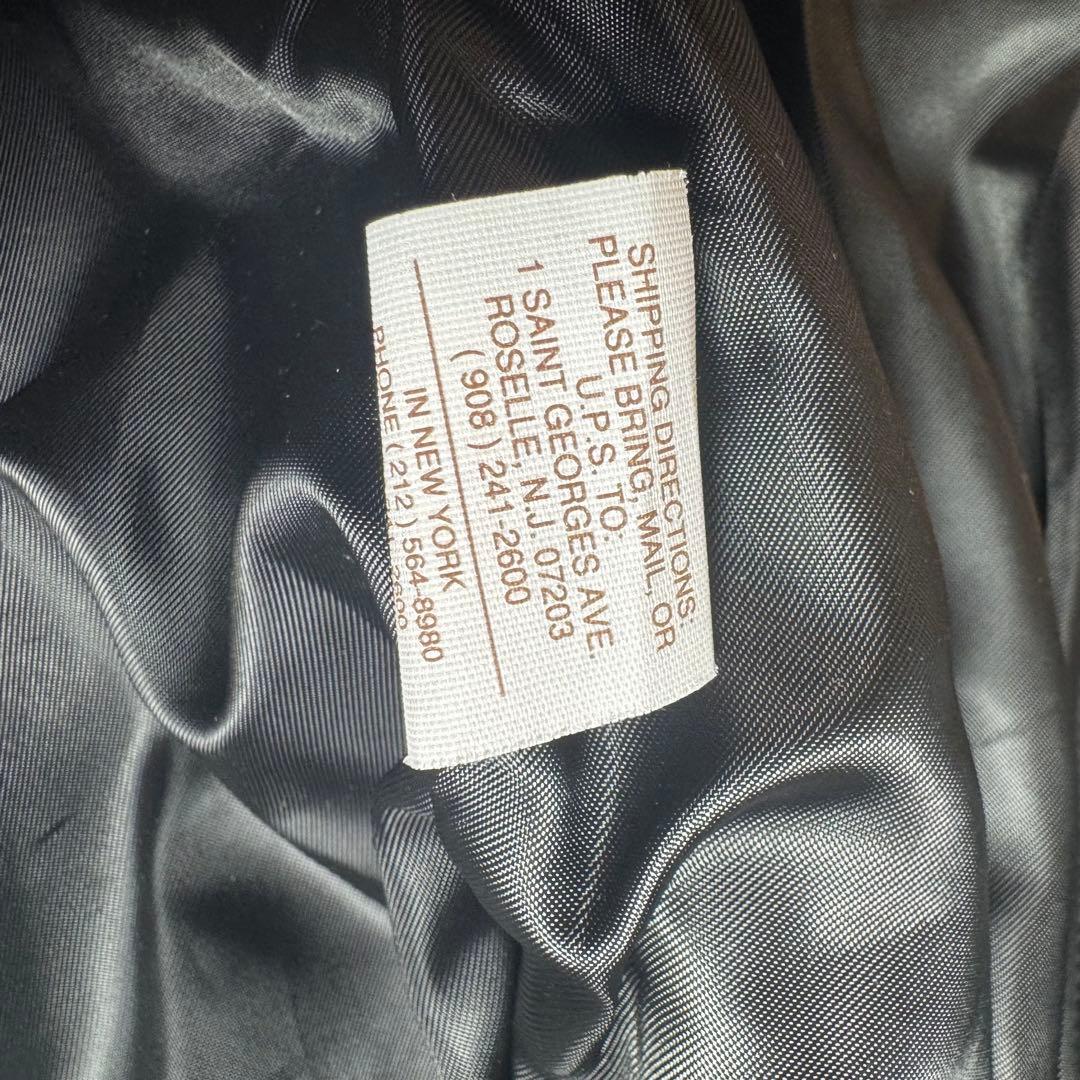 SHIPPING DIRECTIONS:
PLEASE BRING, MAIL, OR
U.P.S. TO:
1 SAINT GEORGES AVE.
ROSELLE, N.J. 07203
( 908 ) 241-2600
IN NEW YORK
PHONE ( 212 ) 564-8980